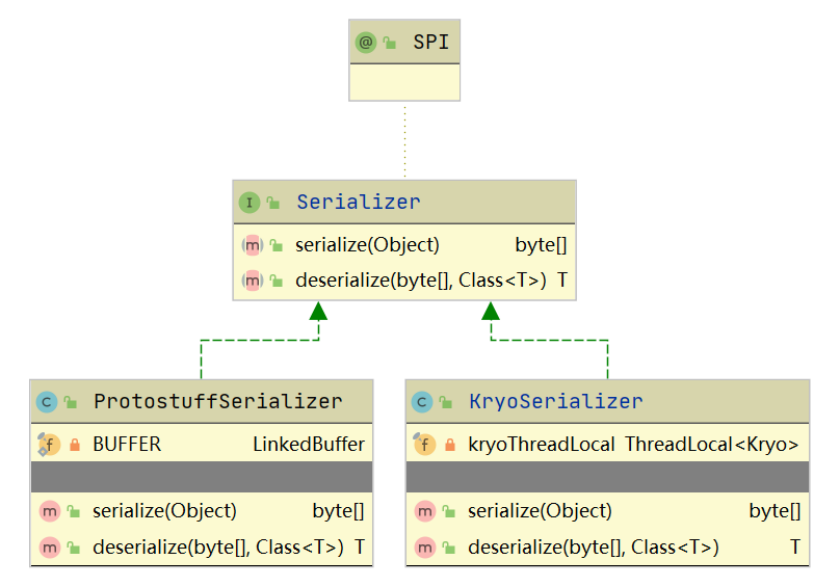 @ SPI
I Serializer
m serialize(Object) byte[]
m deserialize(byte[], Class<T>) T
C ProtostuffSerializer
f BUFFER LinkedBuffer
m serialize(Object) byte[]
m deserialize(byte[], Class<T>) T
C KryoSerializer
f kryoThreadLocal ThreadLocal<Kryo>
m serialize(Object) byte[]
m deserialize(byte[], Class<T>) T